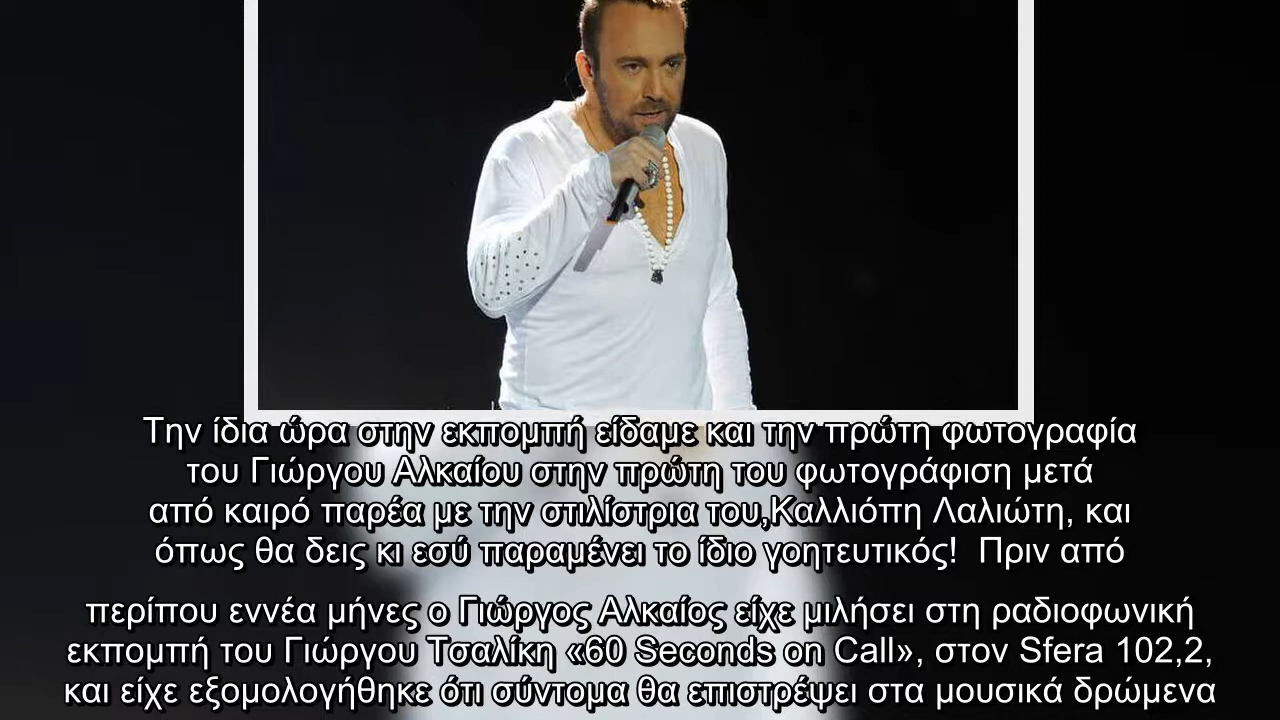 Την ίδια ώρα στην εκπομπή είδαμε και την πρώτη φωτογραφία
του Γιώργου Αλκαίου στην πρώτη του φωτογράφιση μετά
από καιρό παρέα με την στιλίστρια του,Καλλιόπη Λαλιώτη, και
όπως θα δεις κι εσύ παραμένει το ίδιο γοητευτικός!  Πριν από
περίπου εννέα μήνες ο Γιώργος Αλκαίος είχε μιλήσει στη ραδιοφωνική
εκπομπή του Γιώργου Τσαλίκη «60 Seconds on Call», στον Sfera 102,2,
και είχε εξομολογήθηκε ότι σύντομα θα επιστρέψει στα μουσικά δρώμενα